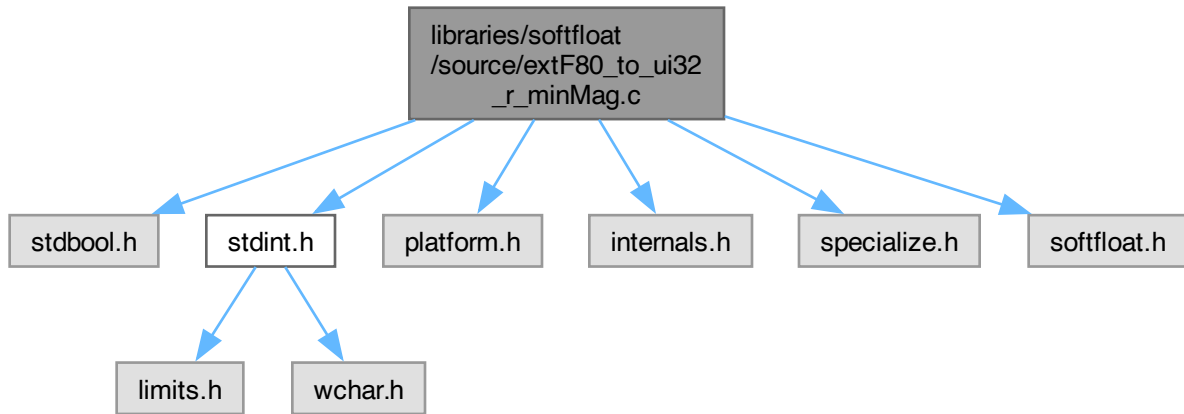 libraries/softfloat
/source/extF80_to_ui32
_r_minMag.c
stdbool.h
stdint.h
platform.h
internals.h
specialize.h
softfloat.h
limits.h
wchar.h